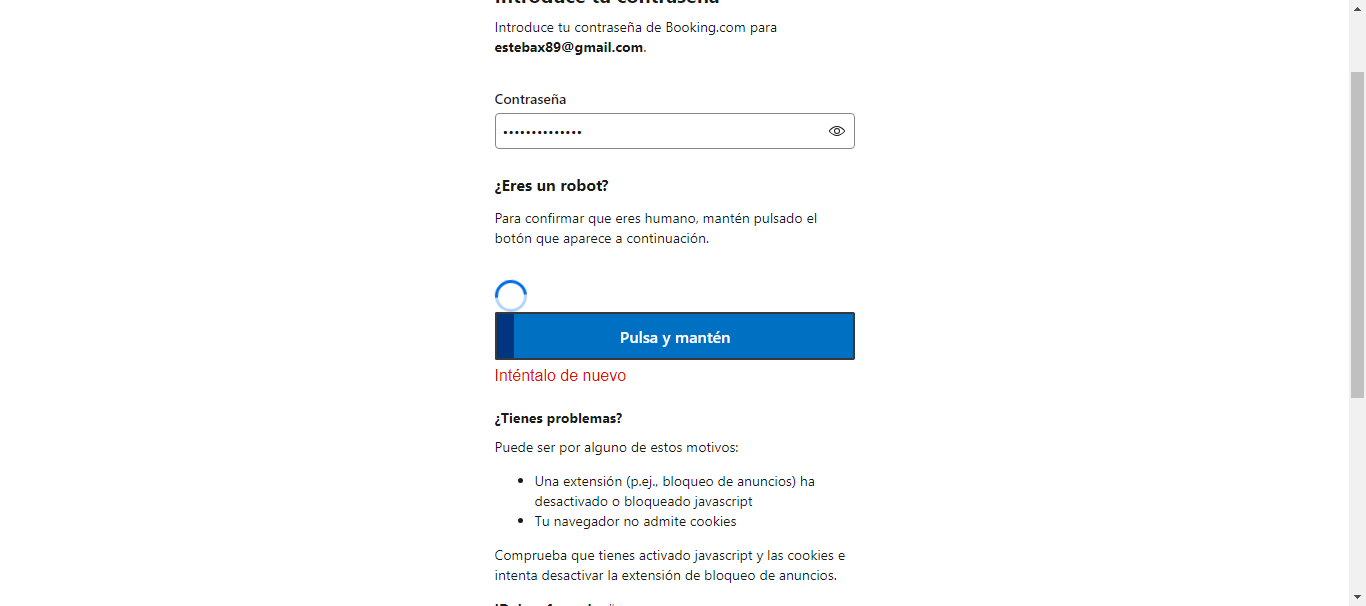 Introduce tu contraseña
Introduce tu contraseña de Booking.com para
estebax89@gmail.com.
Contraseña
¿Eres un robot?
Para confirmar que eres humano, mantén pulsado el
botón que aparece a continuación.
Pulsa y mantén
Inténtalo de nuevo
¿Tienes problemas?
Puede ser por alguno de estos motivos:
• Una extensión (p.ej., bloqueo de anuncios) ha
desactivado o bloqueado javascript
• Tu navegador no admite cookies
Comprueba que tienes activado javascript y las cookies e
intenta desactivar la extensión de bloqueo de anuncios.